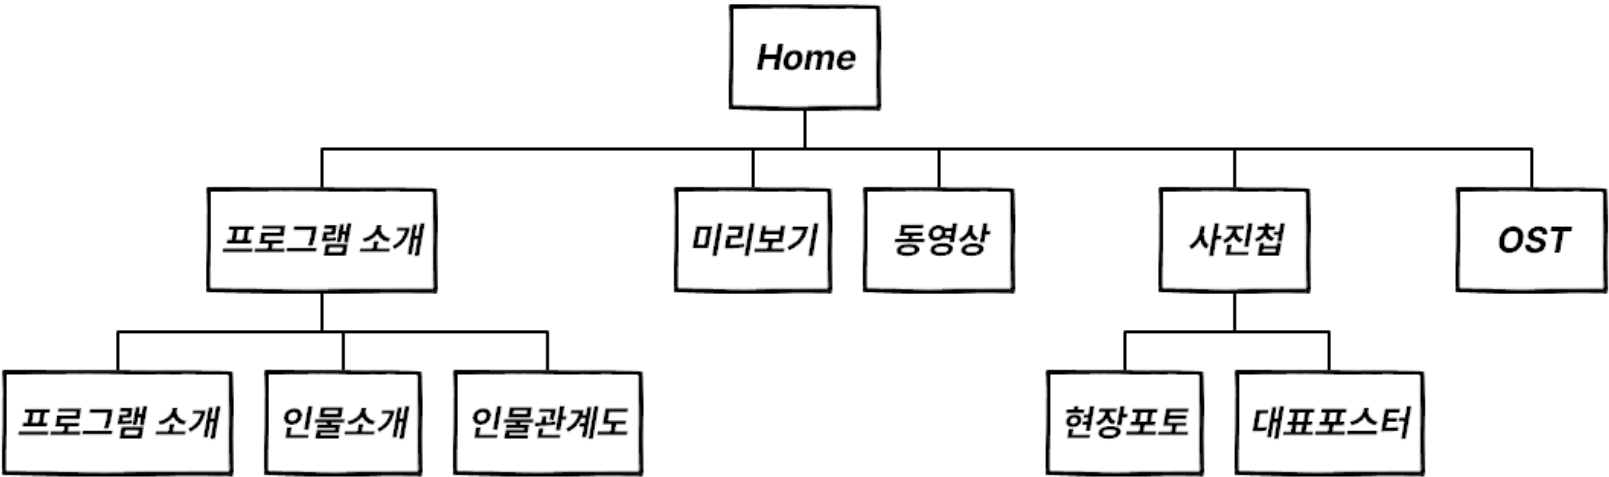 Home
프로그램 소개
미리보기
동영상
사진첩
OST
프로그램 소개
인물소개
인물관계도
현장포토
대표포스터